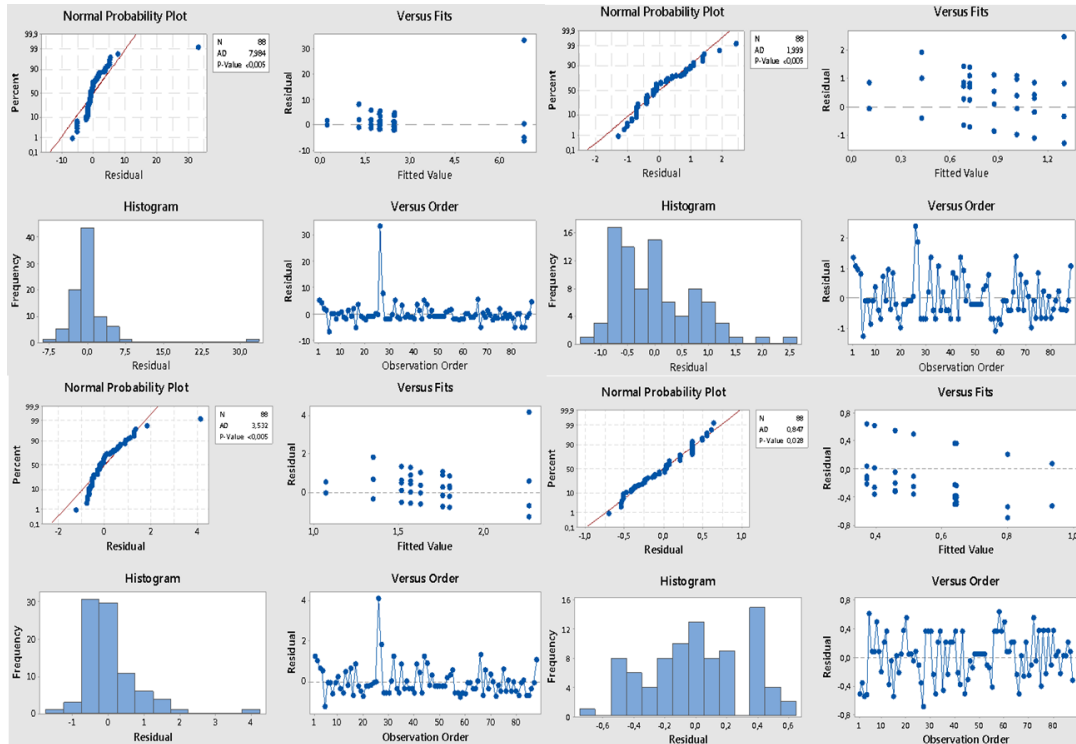 Normal Probability Plot
99,9
99
90
50
10
1
0,1
Percent
-10 0 10 20 30
Residual
N 88
AD 7,984
P-Value <0,005
Versus Fits
30
20
10
0
-10
Residual
0,0 1,5 3,0 4,5 6,0
Fitted Value
Histogram
40
30
20
10
0
Frequency
-7,5 0,0 7,5 15,0 22,5 30,0
Residual
Versus Order
30
20
10
0
-10
Residual
1 10 20 30 40 50 60 70 80
Observation Order
Normal Probability Plot
99,9
99
90
50
10
1
0,1
Percent
-2 -1 0 1 2
Residual
N 88
AD 1,999
P-Value <0,005
Versus Fits
2
1
0
-1
Residual
0,0 0,3 0,6 0,9 1,2
Fitted Value
Histogram
16
12
8
4
0
Frequency
-1,0 -0,5 0,0 0,5 1,0 1,5 2,0 2,5
Residual
Versus Order
2
1
0
-1
Residual
1 10 20 30 40 50 60 70 80
Observation Order
Normal Probability Plot
99,9
99
90
50
10
1
0,1
Percent
-2 0 2 4
Residual
N 88
AD 3,532
P-Value <0,005
Versus Fits
4
2
0
Residual
1,0 1,5 2,0
Fitted Value
Histogram
30
20
10
0
Frequency
-1 0 1 2 3 4
Residual
Versus Order
4
2
0
Residual
1 10 20 30 40 50 60 70 80
Observation Order
Normal Probability Plot
99,9
99
90
50
10
1
0,1
Percent
-1,0 -0,5 0,0 0,5 1,0
Residual
N 88
AD 0,847
P-Value 0,028
Versus Fits
0,8
0,4
-0,0
-0,4
-0,8
Residual
0,4 0,6 0,8 1,0
Fitted Value
Histogram
16
12
8
4
0
Frequency
-0,6 -0,4 -0,2 0,0 0,2 0,4 0,6
Residual
Versus Order
0,8
0,4
0,0
-0,4
-0,8
Residual
1 10 20 30 40 50 60 70 80
Observation Order